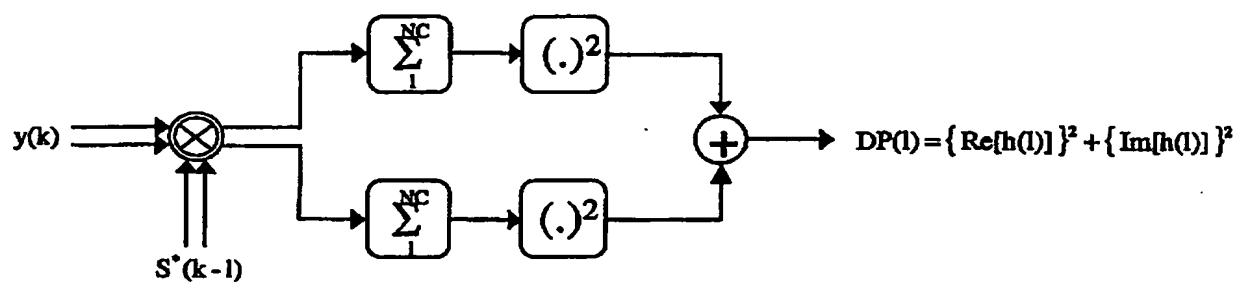 NC
Σ
1
(.)²
y(k)
+
DP(l) = { Re[h(l)] }² + { Im[h(l)] }²
NC
Σ
1
(.)²
S*(k-l)